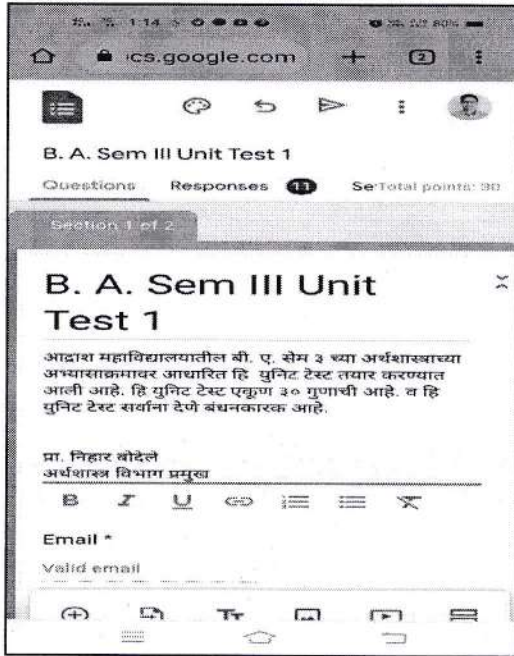 1:14
80%
cs.google.com
2
B. A. Sem III Unit Test 1
Questions Responses 11 Se Total points: 30
Section 1 of 2
B. A. Sem III Unit
Test 1
आद्राश महाविद्यालयातील बी. ए. सेम ३ च्या अर्थशास्त्राच्या
अभ्यासाक्रमावर आधारित हि युनिट टेस्ट तयार करण्यात
आली आहे. हि युनिट टेस्ट एकूण ३० गुणाची आहे. व हि
युनिट टेस्ट सर्वाना देणे बंधनकारक आहे.
प्रा. निहार बोदेले
अर्थशास्त्र विभाग प्रमुख
B I U
Email *
Valid email
Tт